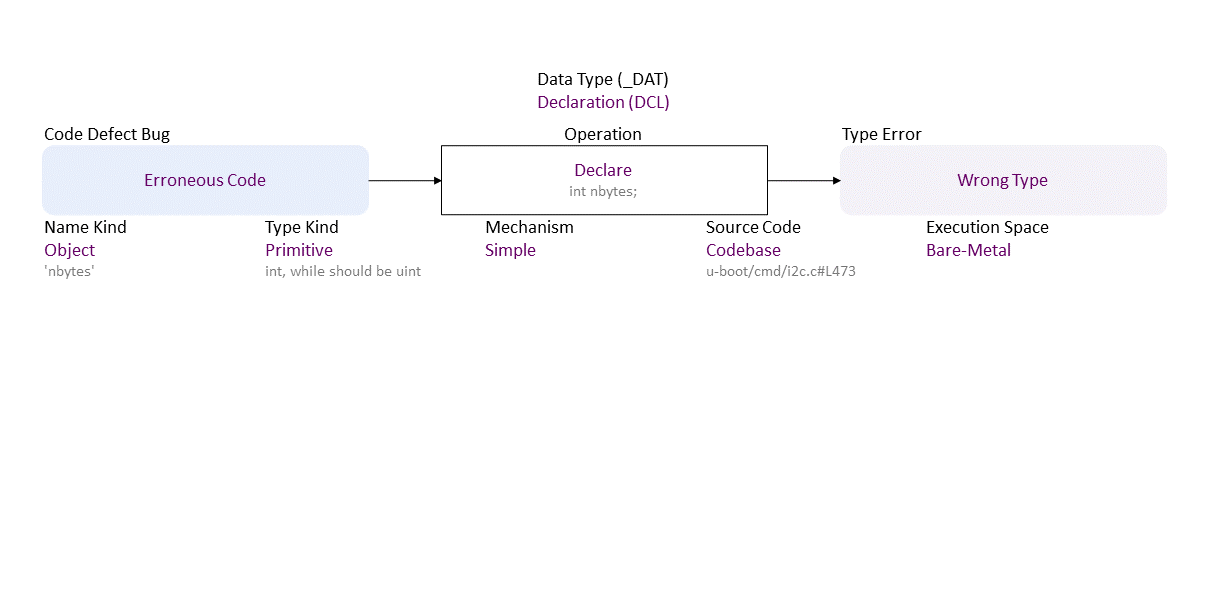 Data Type (_DAT)
Declaration (DCL)
Code Defect Bug
Operation
Type Error
Erroneous Code
Declare
int nbytes;
Wrong Type
Name Kind
Type Kind
Mechanism
Source Code
Execution Space
Object
Primitive
Simple
Codebase
Bare-Metal
'nbytes'
int, while should be uint
u-boot/cmd/i2c.c#L473